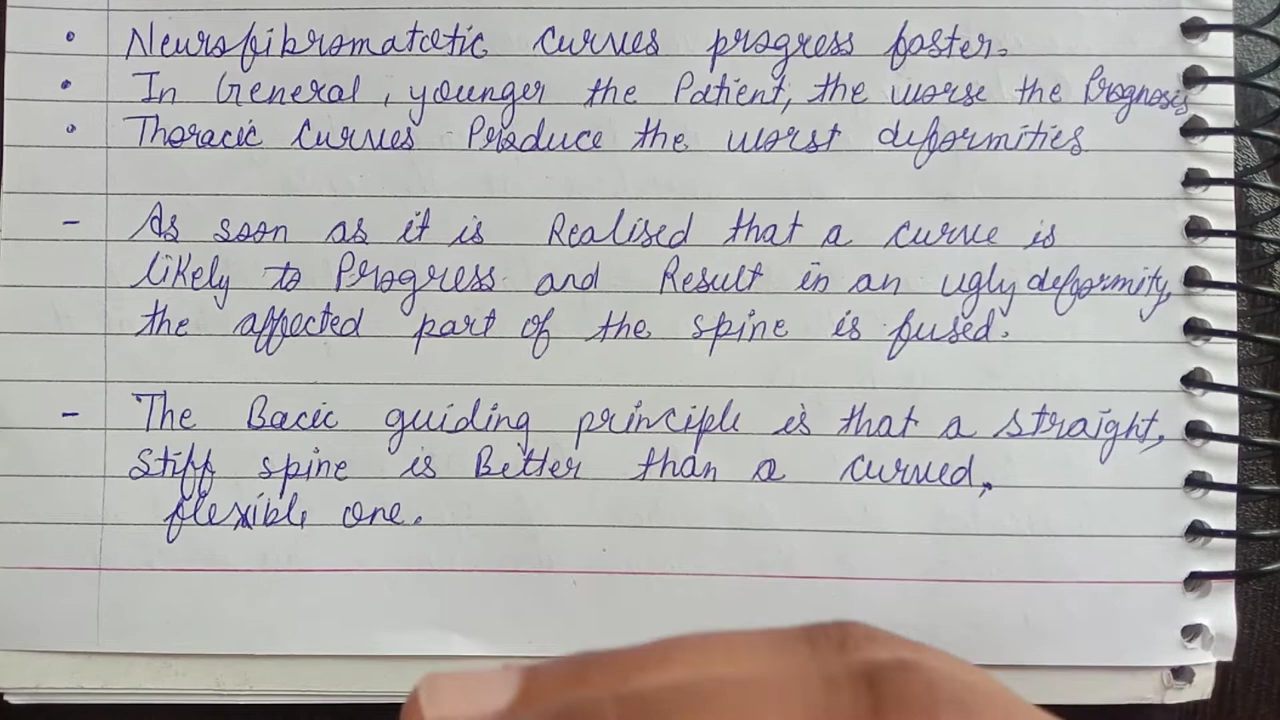 • Neurofibromatotic curves progress faster.
• In General, younger the Patient, the worse the Prognosis
• Thoracic Curves Produce the worst deformities
- As soon as it is Realised that a curve is
likely to Progress and Result in an ugly deformity,
the affected part of the spine is fused.
- The Bacic guiding principle is that a straight,
stiff spine is Better than a curved,
flexible one.